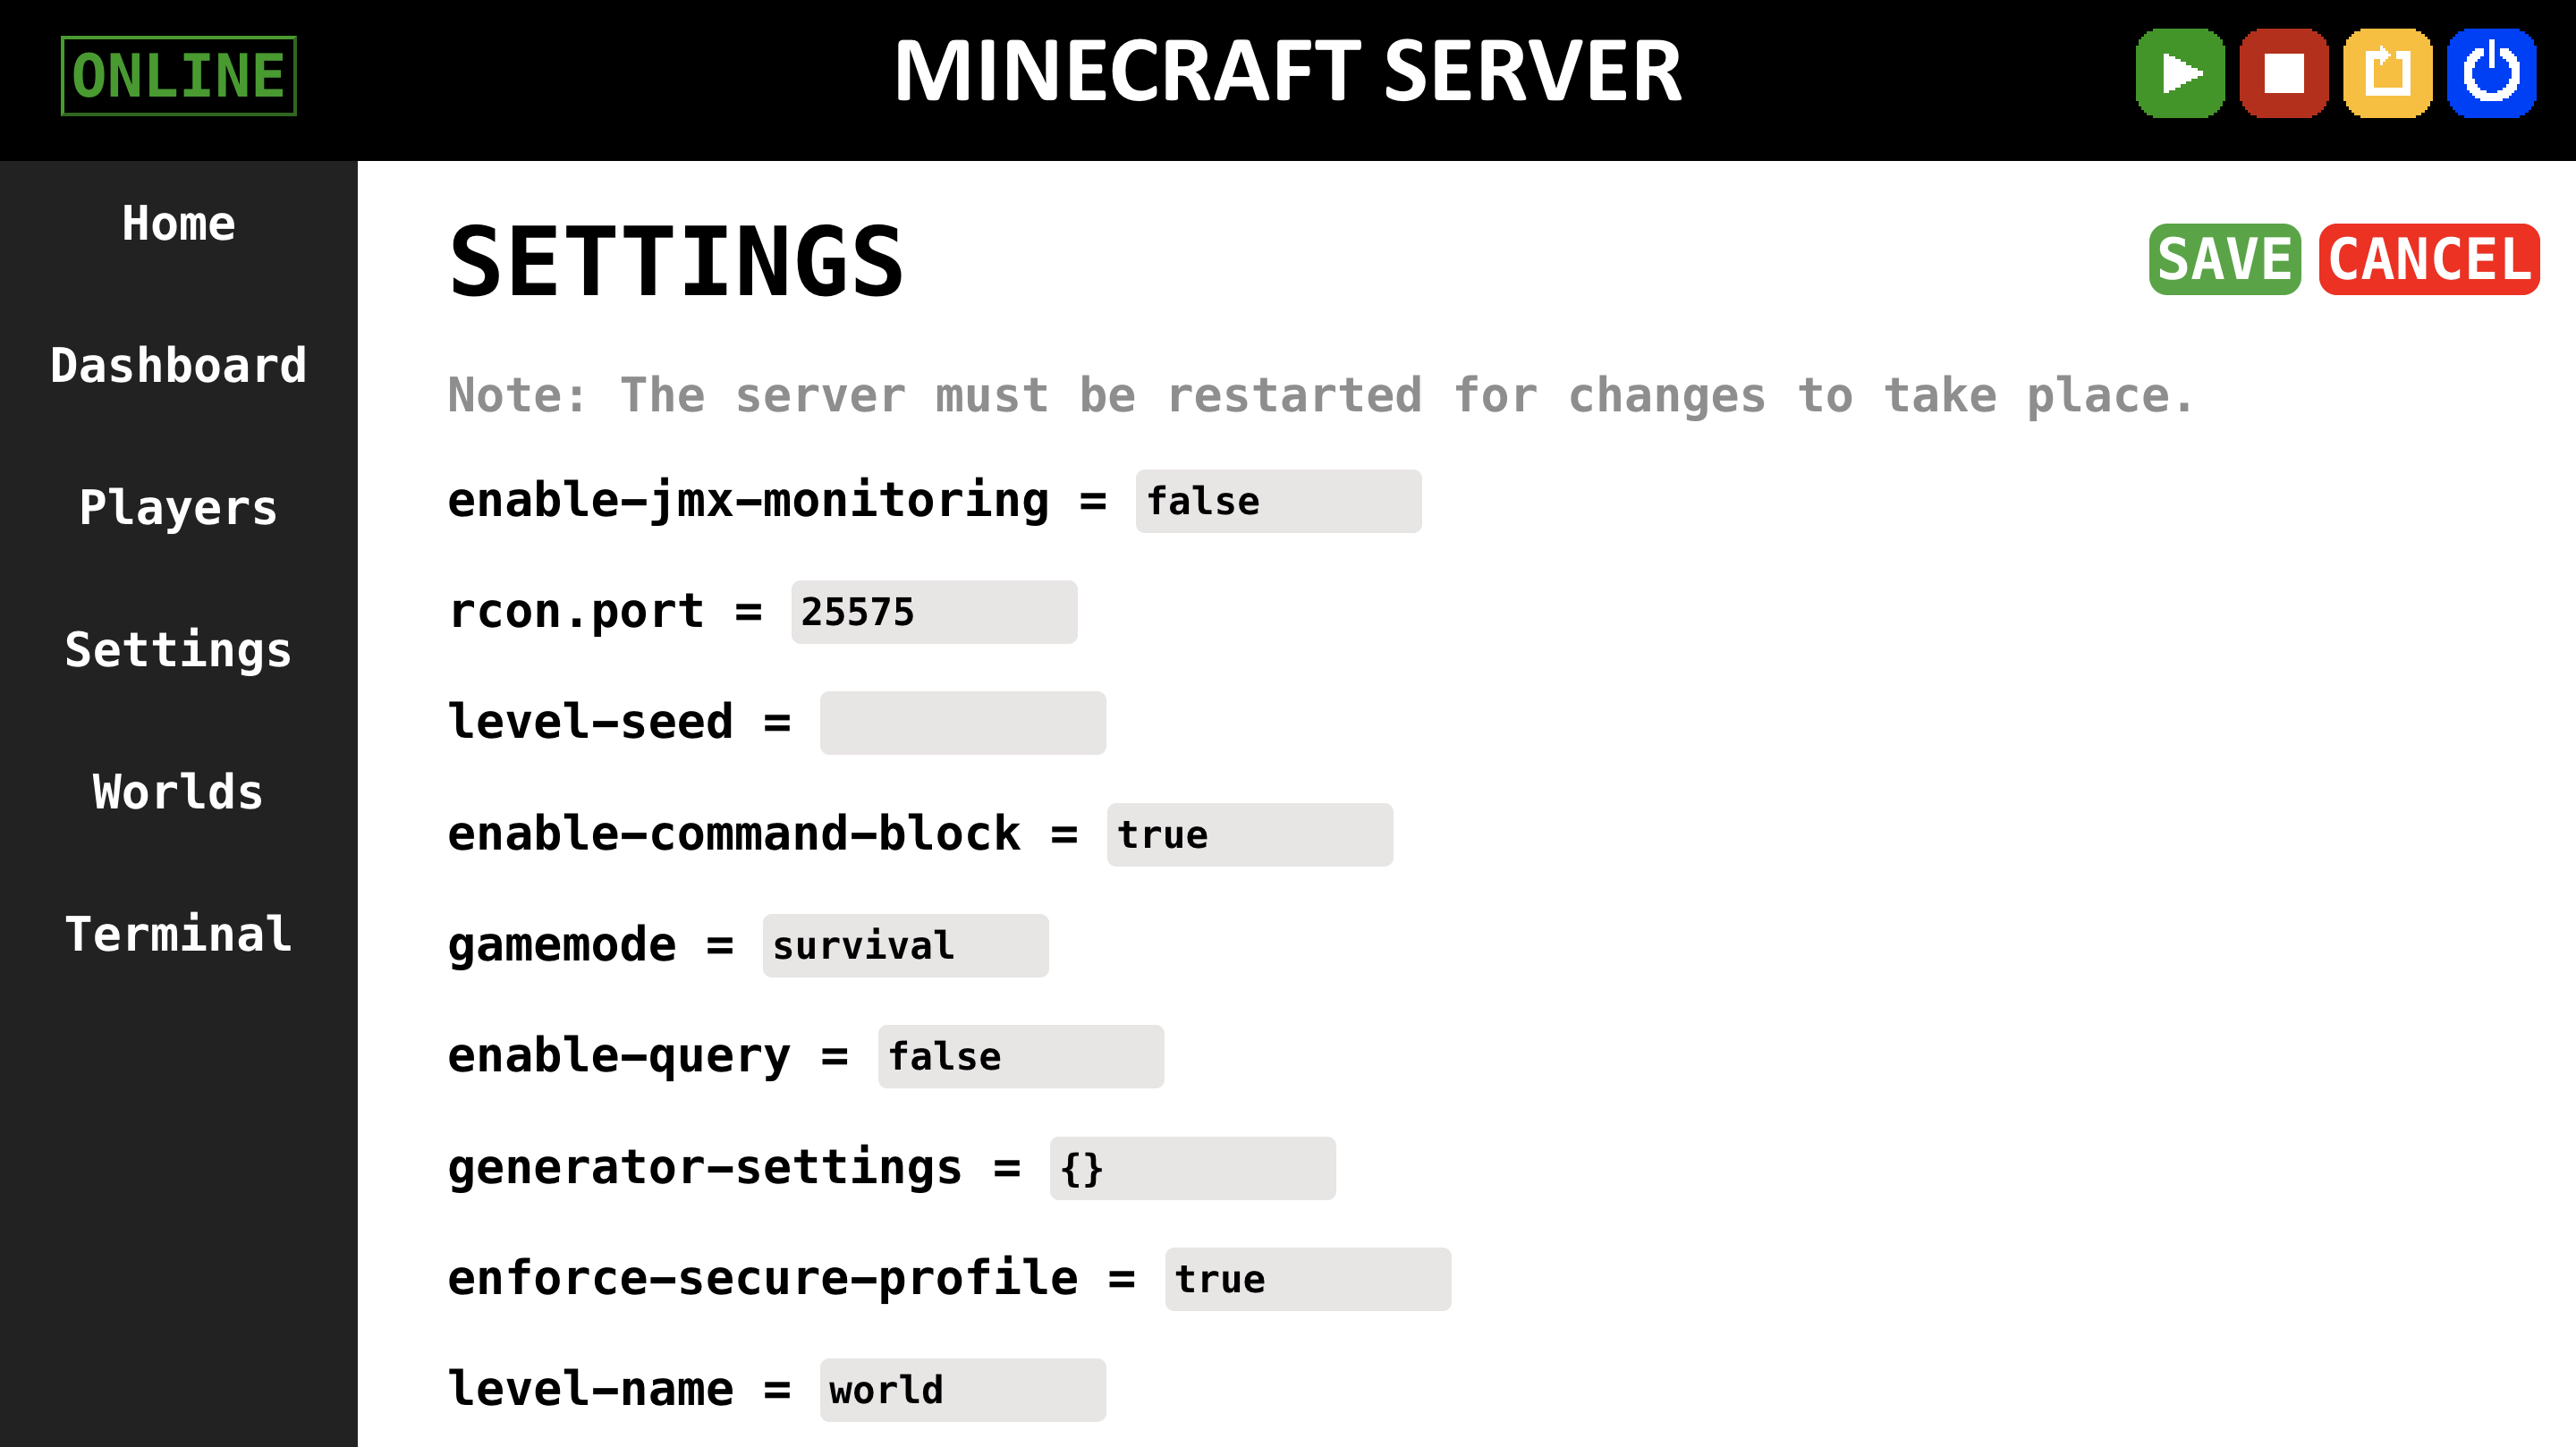 ONLINE
MINECRAFT SERVER
Home
Dashboard
Players
Settings
Worlds
Terminal
SETTINGS
SAVE
CANCEL
Note: The server must be restarted for changes to take place.
enable-jmx-monitoring = false
rcon.port = 25575
level-seed =
enable-command-block = true
gamemode = survival
enable-query = false
generator-settings = {}
enforce-secure-profile = true
level-name = world